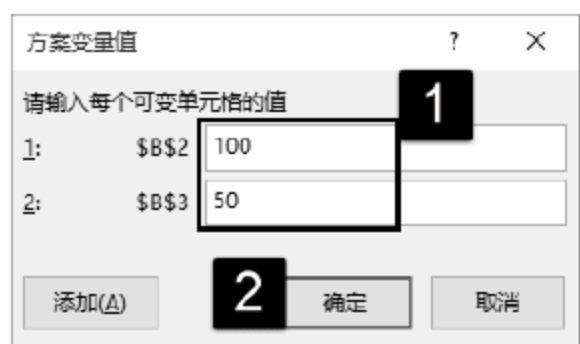 方案变量值 ? ×
请输入每个可变单元格的值
1
1: $B$2 100
2: $B$3 50
添加(A) 2 确定 取消